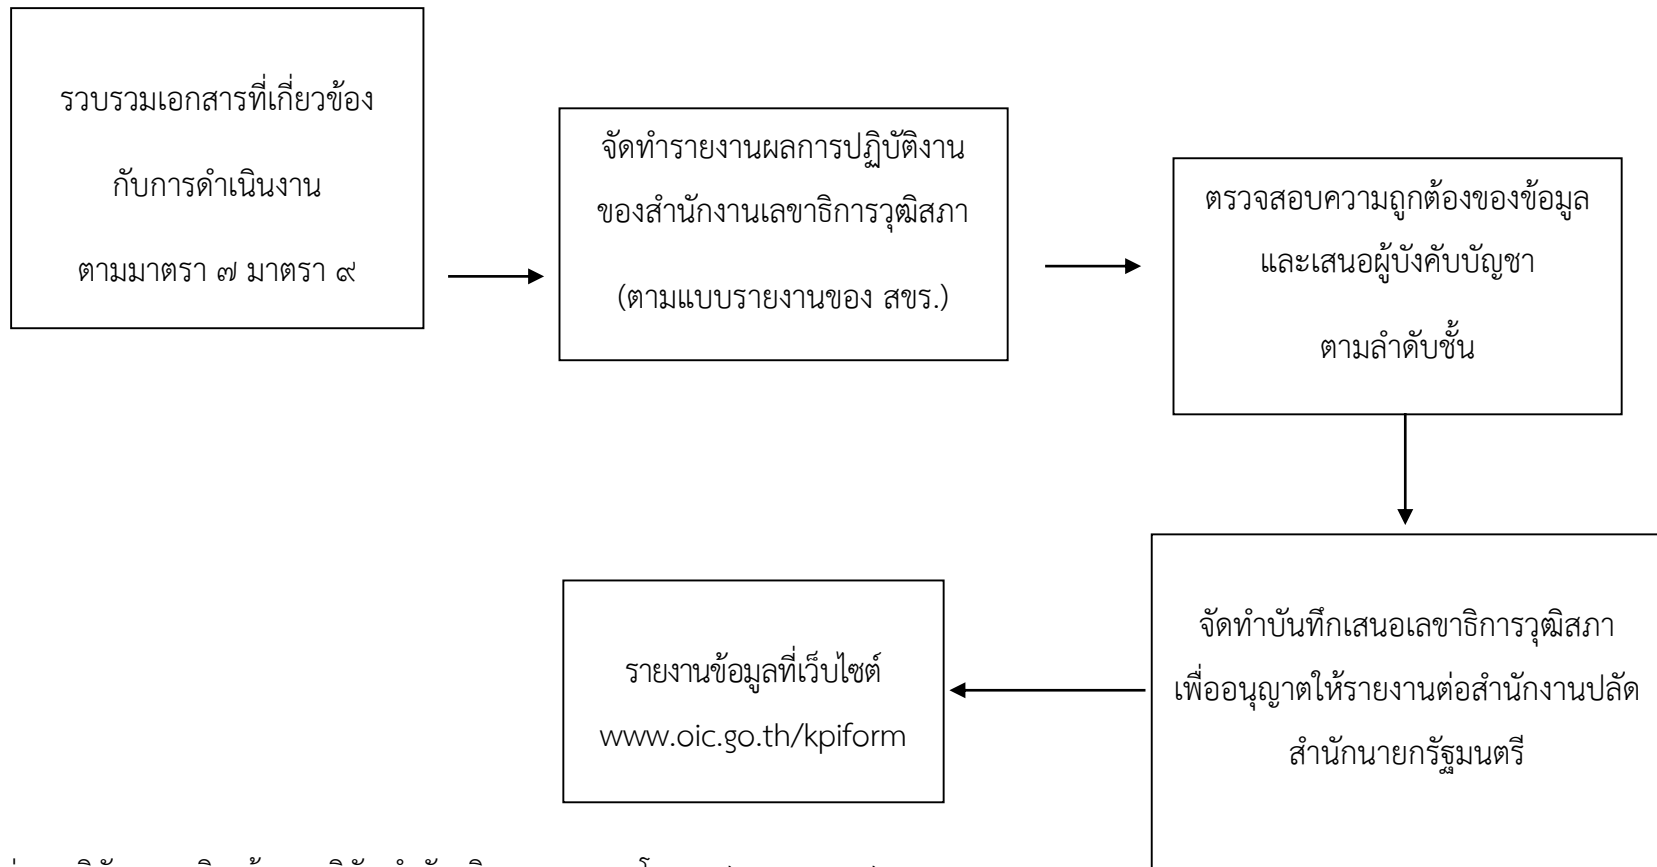 รวบรวมเอกสารที่เกี่ยวข้อง
กับการดำเนินงาน
ตามมาตรา ๗ มาตรา ๙
จัดทำรายงานผลการปฏิบัติงาน
ของสำนักงานเลขาธิการวุฒิสภา
(ตามแบบรายงานของ สขร.)
ตรวจสอบความถูกต้องของข้อมูล
และเสนอผู้บังคับบัญชา
ตามลำดับชั้น
จัดทำบันทึกเสนอเลขาธิการวุฒิสภา
เพื่ออนุญาตให้รายงานต่อสำนักงานปลัด
สำนักนายกรัฐมนตรี
รายงานข้อมูลที่เว็บไซต์
www.oic.go.th/kpiform